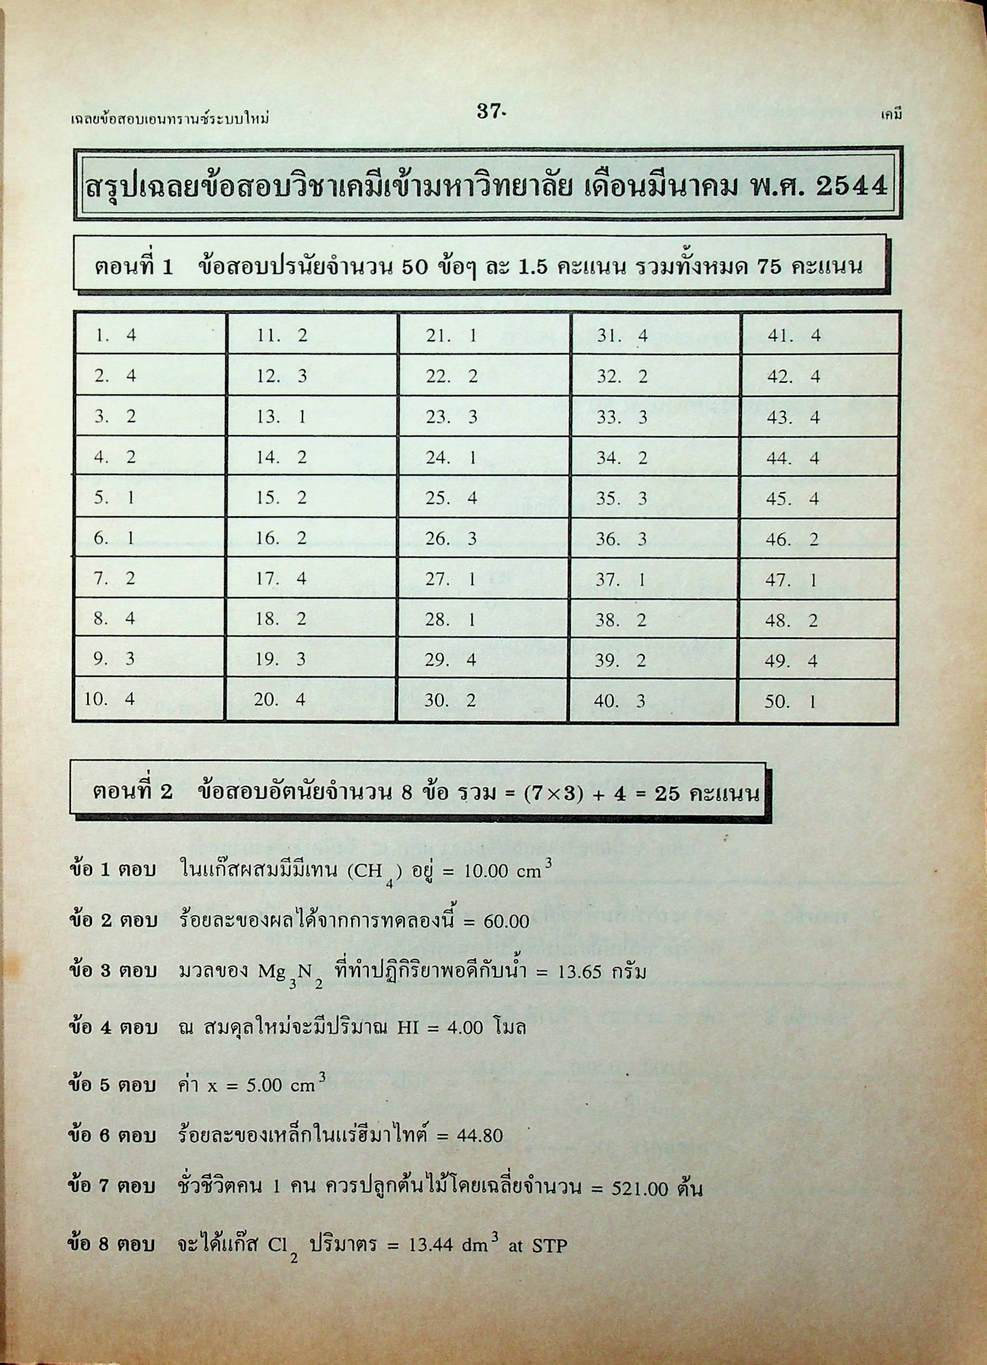 เฉลยข้อสอบเอนทรานซ์ระบบใหม่ 37. เคมี
สรุปเฉลยข้อสอบวิชาเคมีเข้ามหาวิทยาลัย เดือนมีนาคม พ.ศ. 2544
ตอนที่ 1 ข้อสอบปรนัยจำนวน 50 ข้อๆ ละ 1.5 คะแนน รวมทั้งหมด 75 คะแนน
1. 4 11. 2 21. 1 31. 4 41. 4
2. 4 12. 3 22. 2 32. 2 42. 4
3. 2 13. 1 23. 3 33. 3 43. 4
4. 2 14. 2 24. 1 34. 2 44. 4
5. 1 15. 2 25. 4 35. 3 45. 4
6. 1 16. 2 26. 3 36. 3 46. 2
7. 2 17. 4 27. 1 37. 1 47. 1
8. 4 18. 2 28. 1 38. 2 48. 2
9. 3 19. 3 29. 4 39. 2 49. 4
10. 4 20. 4 30. 2 40. 3 50. 1
ตอนที่ 2 ข้อสอบอัตนัยจำนวน 8 ข้อ รวม = (7×3) + 4 = 25 คะแนน
ข้อ 1 ตอบ ในแก๊สผสมมีมีเทน (CH₄) อยู่ = 10.00 cm³
ข้อ 2 ตอบ ร้อยละของผลได้จากการทดลองนี้ = 60.00
ข้อ 3 ตอบ มวลของ Mg₃N₂ ที่ทำปฏิกิริยาพอดีกับน้ำ = 13.65 กรัม
ข้อ 4 ตอบ ณ สมดุลใหม่จะมีปริมาณ HI = 4.00 โมล
ข้อ 5 ตอบ ค่า x = 5.00 cm³
ข้อ 6 ตอบ ร้อยละของเหล็กในแร่ฮีมาไทต์ = 44.80
ข้อ 7 ตอบ ชั่วชีวิตคน 1 คน ควรปลูกต้นไม้โดยเฉลี่ยจำนวน = 521.00 ต้น
ข้อ 8 ตอบ จะได้แก๊ส Cl₂ ปริมาตร = 13.44 dm³ at STP